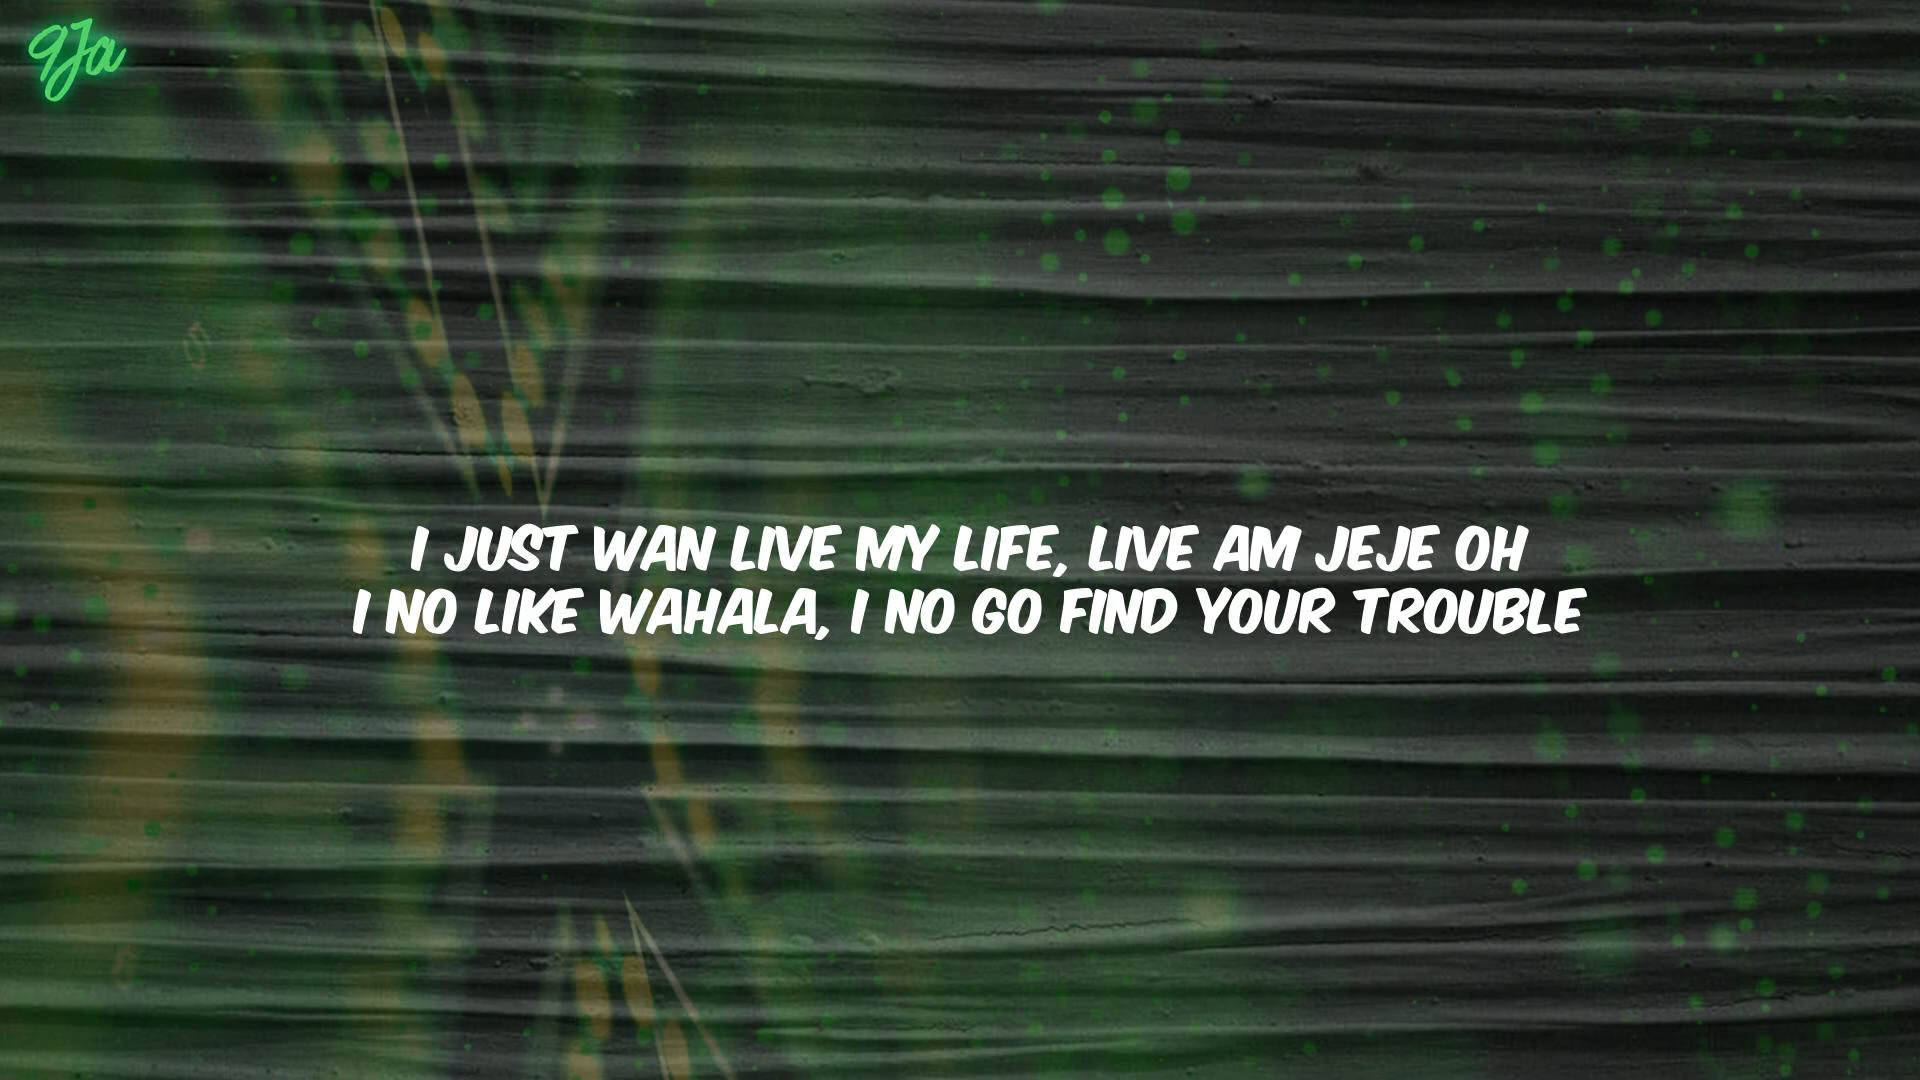 9Ja
I JUST WAN LIVE MY LIFE, LIVE AM JEJE OH
I NO LIKE WAHALA, I NO GO FIND YOUR TROUBLE